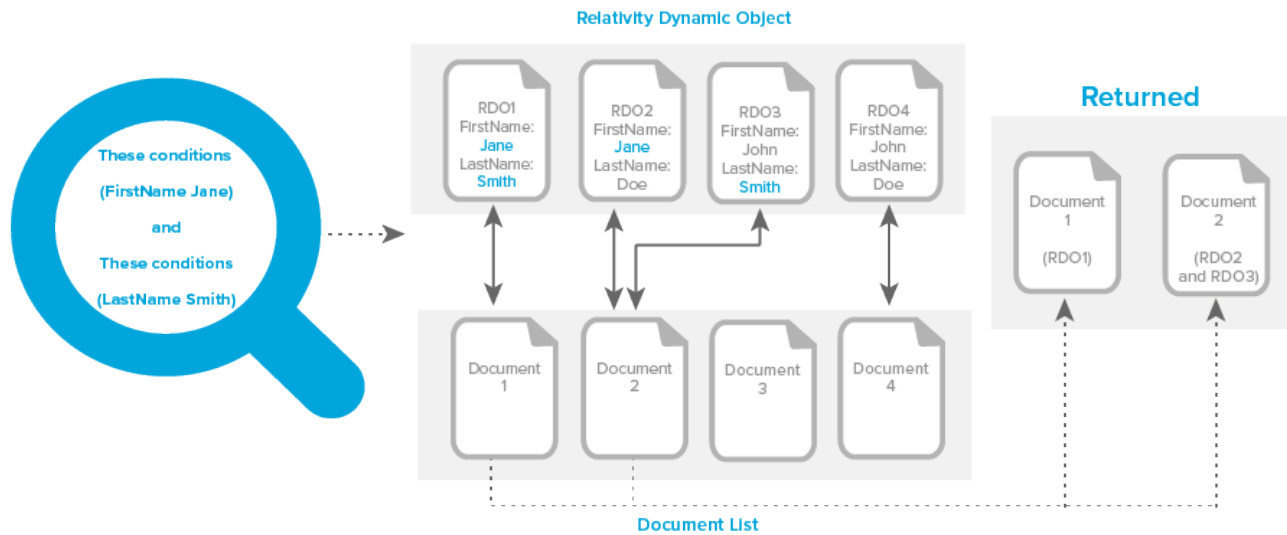 Relativity Dynamic Object
These conditions
(FirstName Jane)
and
These conditions
(LastName Smith)
RDO1
FirstName:
Jane
LastName:
Smith
RDO2
FirstName:
Jane
LastName:
Doe
RDO3
FirstName:
John
LastName:
Smith
RDO4
FirstName:
John
LastName:
Doe
Document
1
Document
2
Document
3
Document
4
Document List
Returned
Document
1
(RDO1)
Document
2
(RDO2
and RDO3)